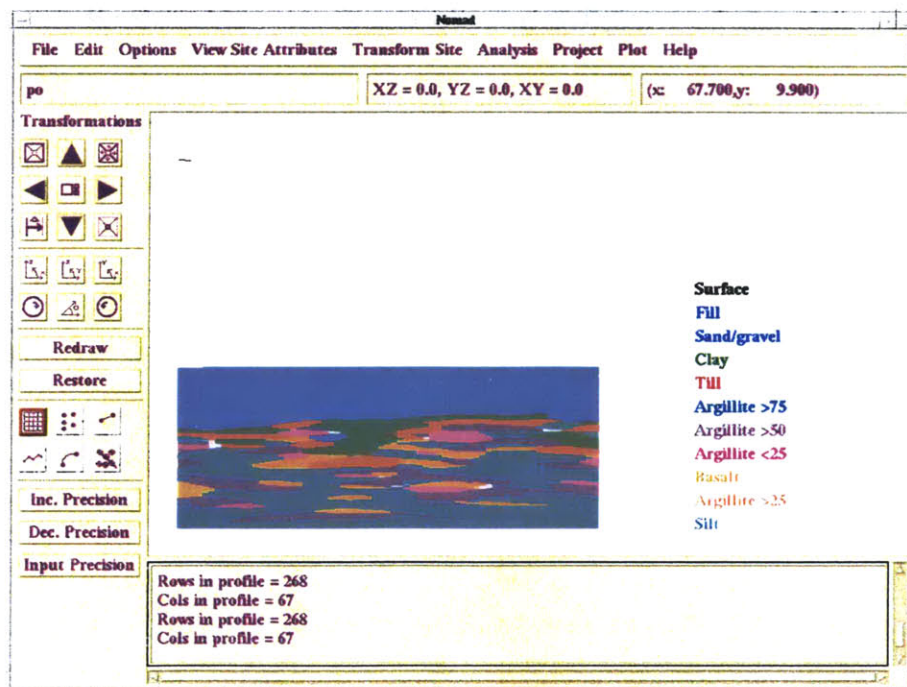 Nomad
File Edit Options View Site Attributes Transform Site Analysis Project Plot Help
po
XZ = 0.0, YZ = 0.0, XY = 0.0
(x: 67.700,y: 9.900)
Transformations
Redraw
Restore
Inc. Precision
Dec. Precision
Input Precision
Surface
Fill
Sand/gravel
Clay
Till
Argillite >75
Argillite >50
Argillite <25
Basalt
Argillite >25
Silt
Rows in profile = 268
Cols in profile = 67
Rows in profile = 268
Cols in profile = 67